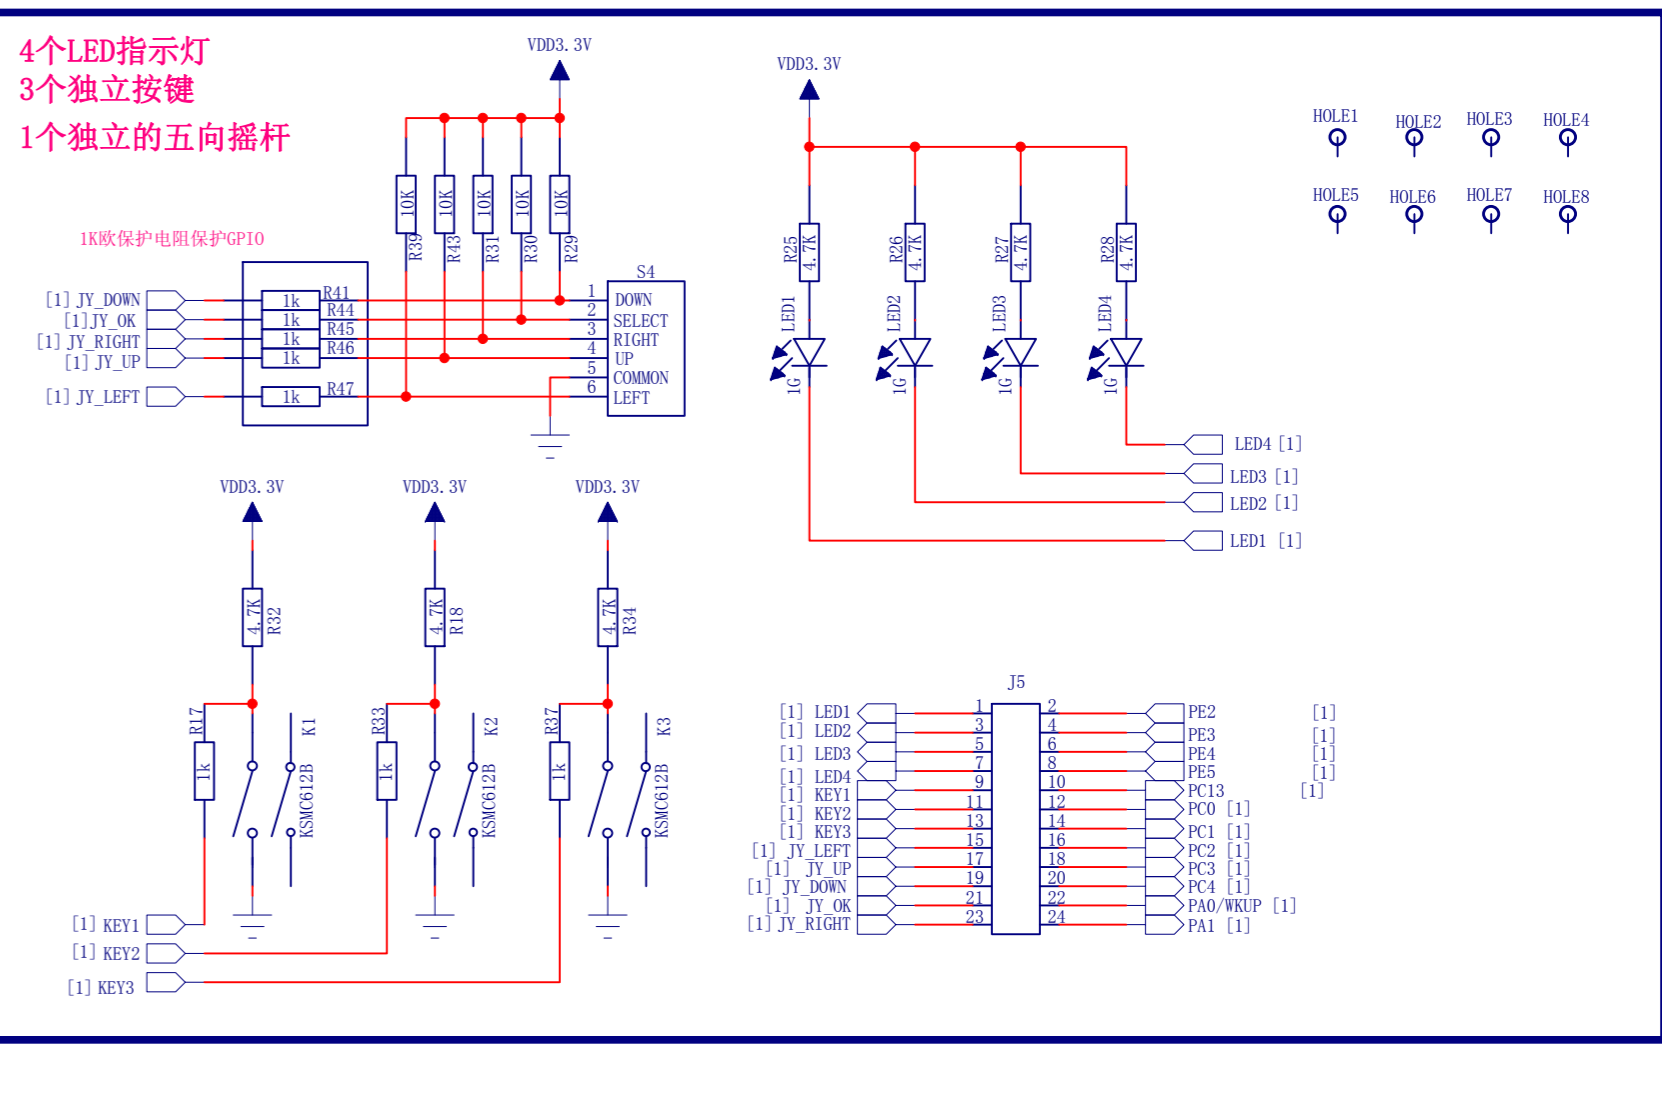 4个LED指示灯
3个独立按键
1个独立的五向摇杆
VDD3.3V
10K
10K
10K
10K
10K
R39
R43
R31
R30
R29
1K欧保护电阻保护GPIO
[1] JY_DOWN
[1] JY_OK
[1] JY_RIGHT
[1] JY_UP
[1] JY_LEFT
1k
R41
1k
R44
1k
R45
1k
R46
1k
R47
S4
1
DOWN
2
SELECT
3
RIGHT
4
UP
5
COMMON
6
LEFT
VDD3.3V
R25
4.7K
R26
4.7K
R27
4.7K
R28
4.7K
LED1
LED2
LED3
LED4
1G
1G
1G
1G
LED4 [1]
LED3 [1]
LED2 [1]
LED1 [1]
HOLE1
HOLE2
HOLE3
HOLE4
HOLE5
HOLE6
HOLE7
HOLE8
VDD3.3V
VDD3.3V
VDD3.3V
4.7K
R32
4.7K
R18
4.7K
R34
R17
1k
K1
KSMC612B
R33
1k
K2
KSMC612B
R37
1k
K3
KSMC612B
[1] KEY1
[1] KEY2
[1] KEY3
J5
[1] LED1
1
2
PE2 [1]
[1] LED2
3
4
PE3 [1]
[1] LED3
5
6
PE4 [1]
[1] LED4
7
8
PE5 [1]
[1] KEY1
9
10
PC13 [1]
[1] KEY2
11
12
PC0 [1]
[1] KEY3
13
14
PC1 [1]
[1] JY_LEFT
15
16
PC2 [1]
[1] JY_UP
17
18
PC3 [1]
[1] JY_DOWN
19
20
PC4 [1]
[1] JY_OK
21
22
PA0/WKUP [1]
[1] JY_RIGHT
23
24
PA1 [1]